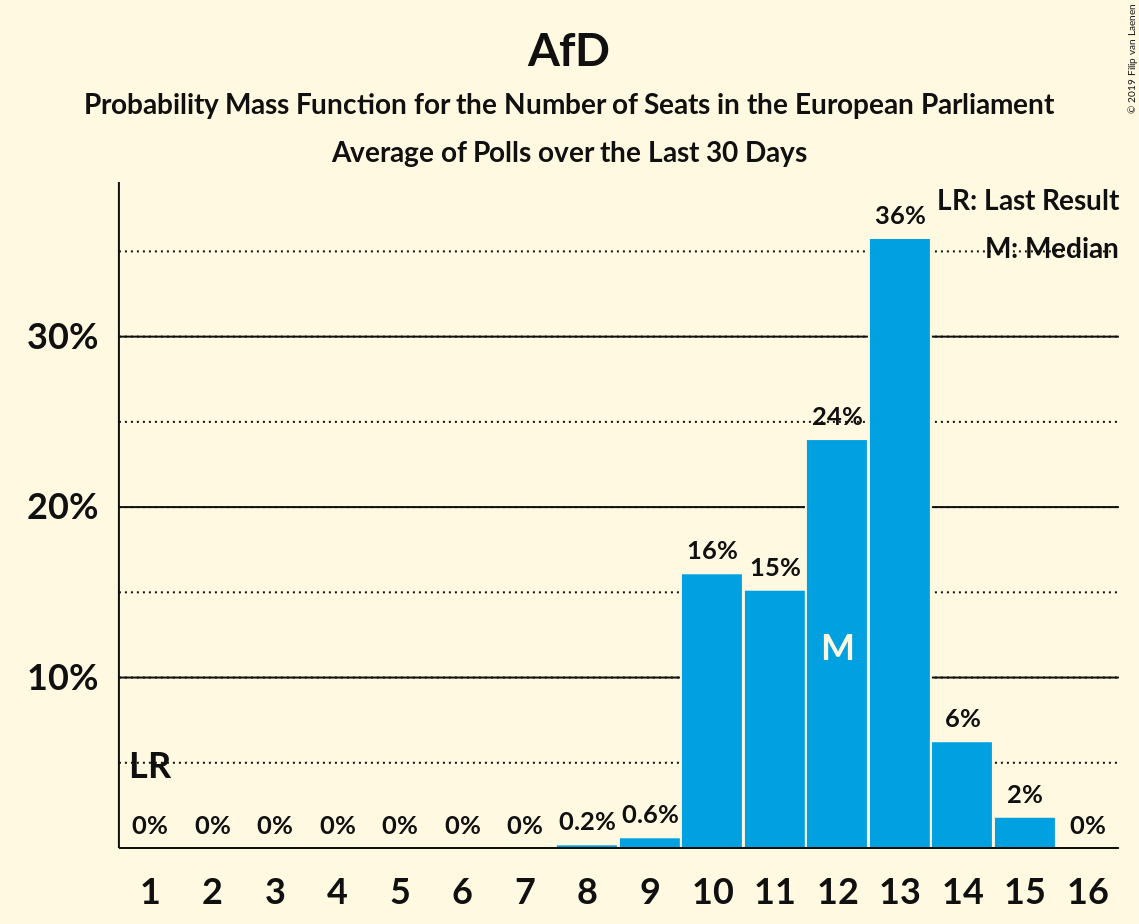 AfD
Probability Mass Function for the Number of Seats in the European Parliament
Average of Polls over the Last 30 Days
© 2019 Filip van Laenen
LR: Last Result
M: Median
36%
30%
24%
20%
16%
15%
M
10%
6%
LR
2%
0% 0% 0% 0% 0% 0% 0% 0.2% 0.6% 0%
1 2 3 4 5 6 7 8 9 10 11 12 13 14 15 16